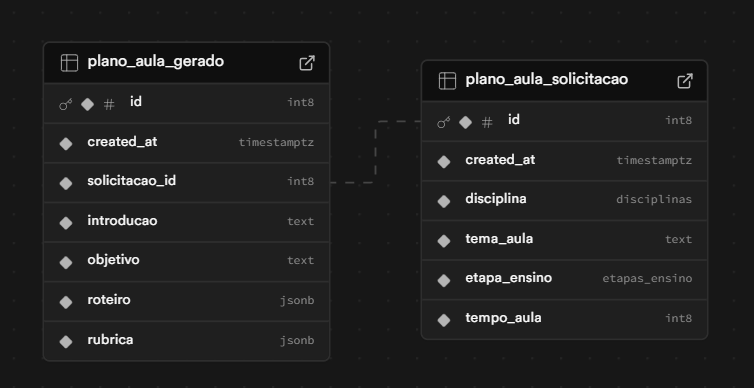 plano_aula_gerado
# id int8
created_at timestamptz
solicitacao_id int8
introducao text
objetivo text
roteiro jsonb
rubrica jsonb
plano_aula_solicitacao
# id int8
created_at timestamptz
disciplina disciplinas
tema_aula text
etapa_ensino etapas_ensino
tempo_aula int8